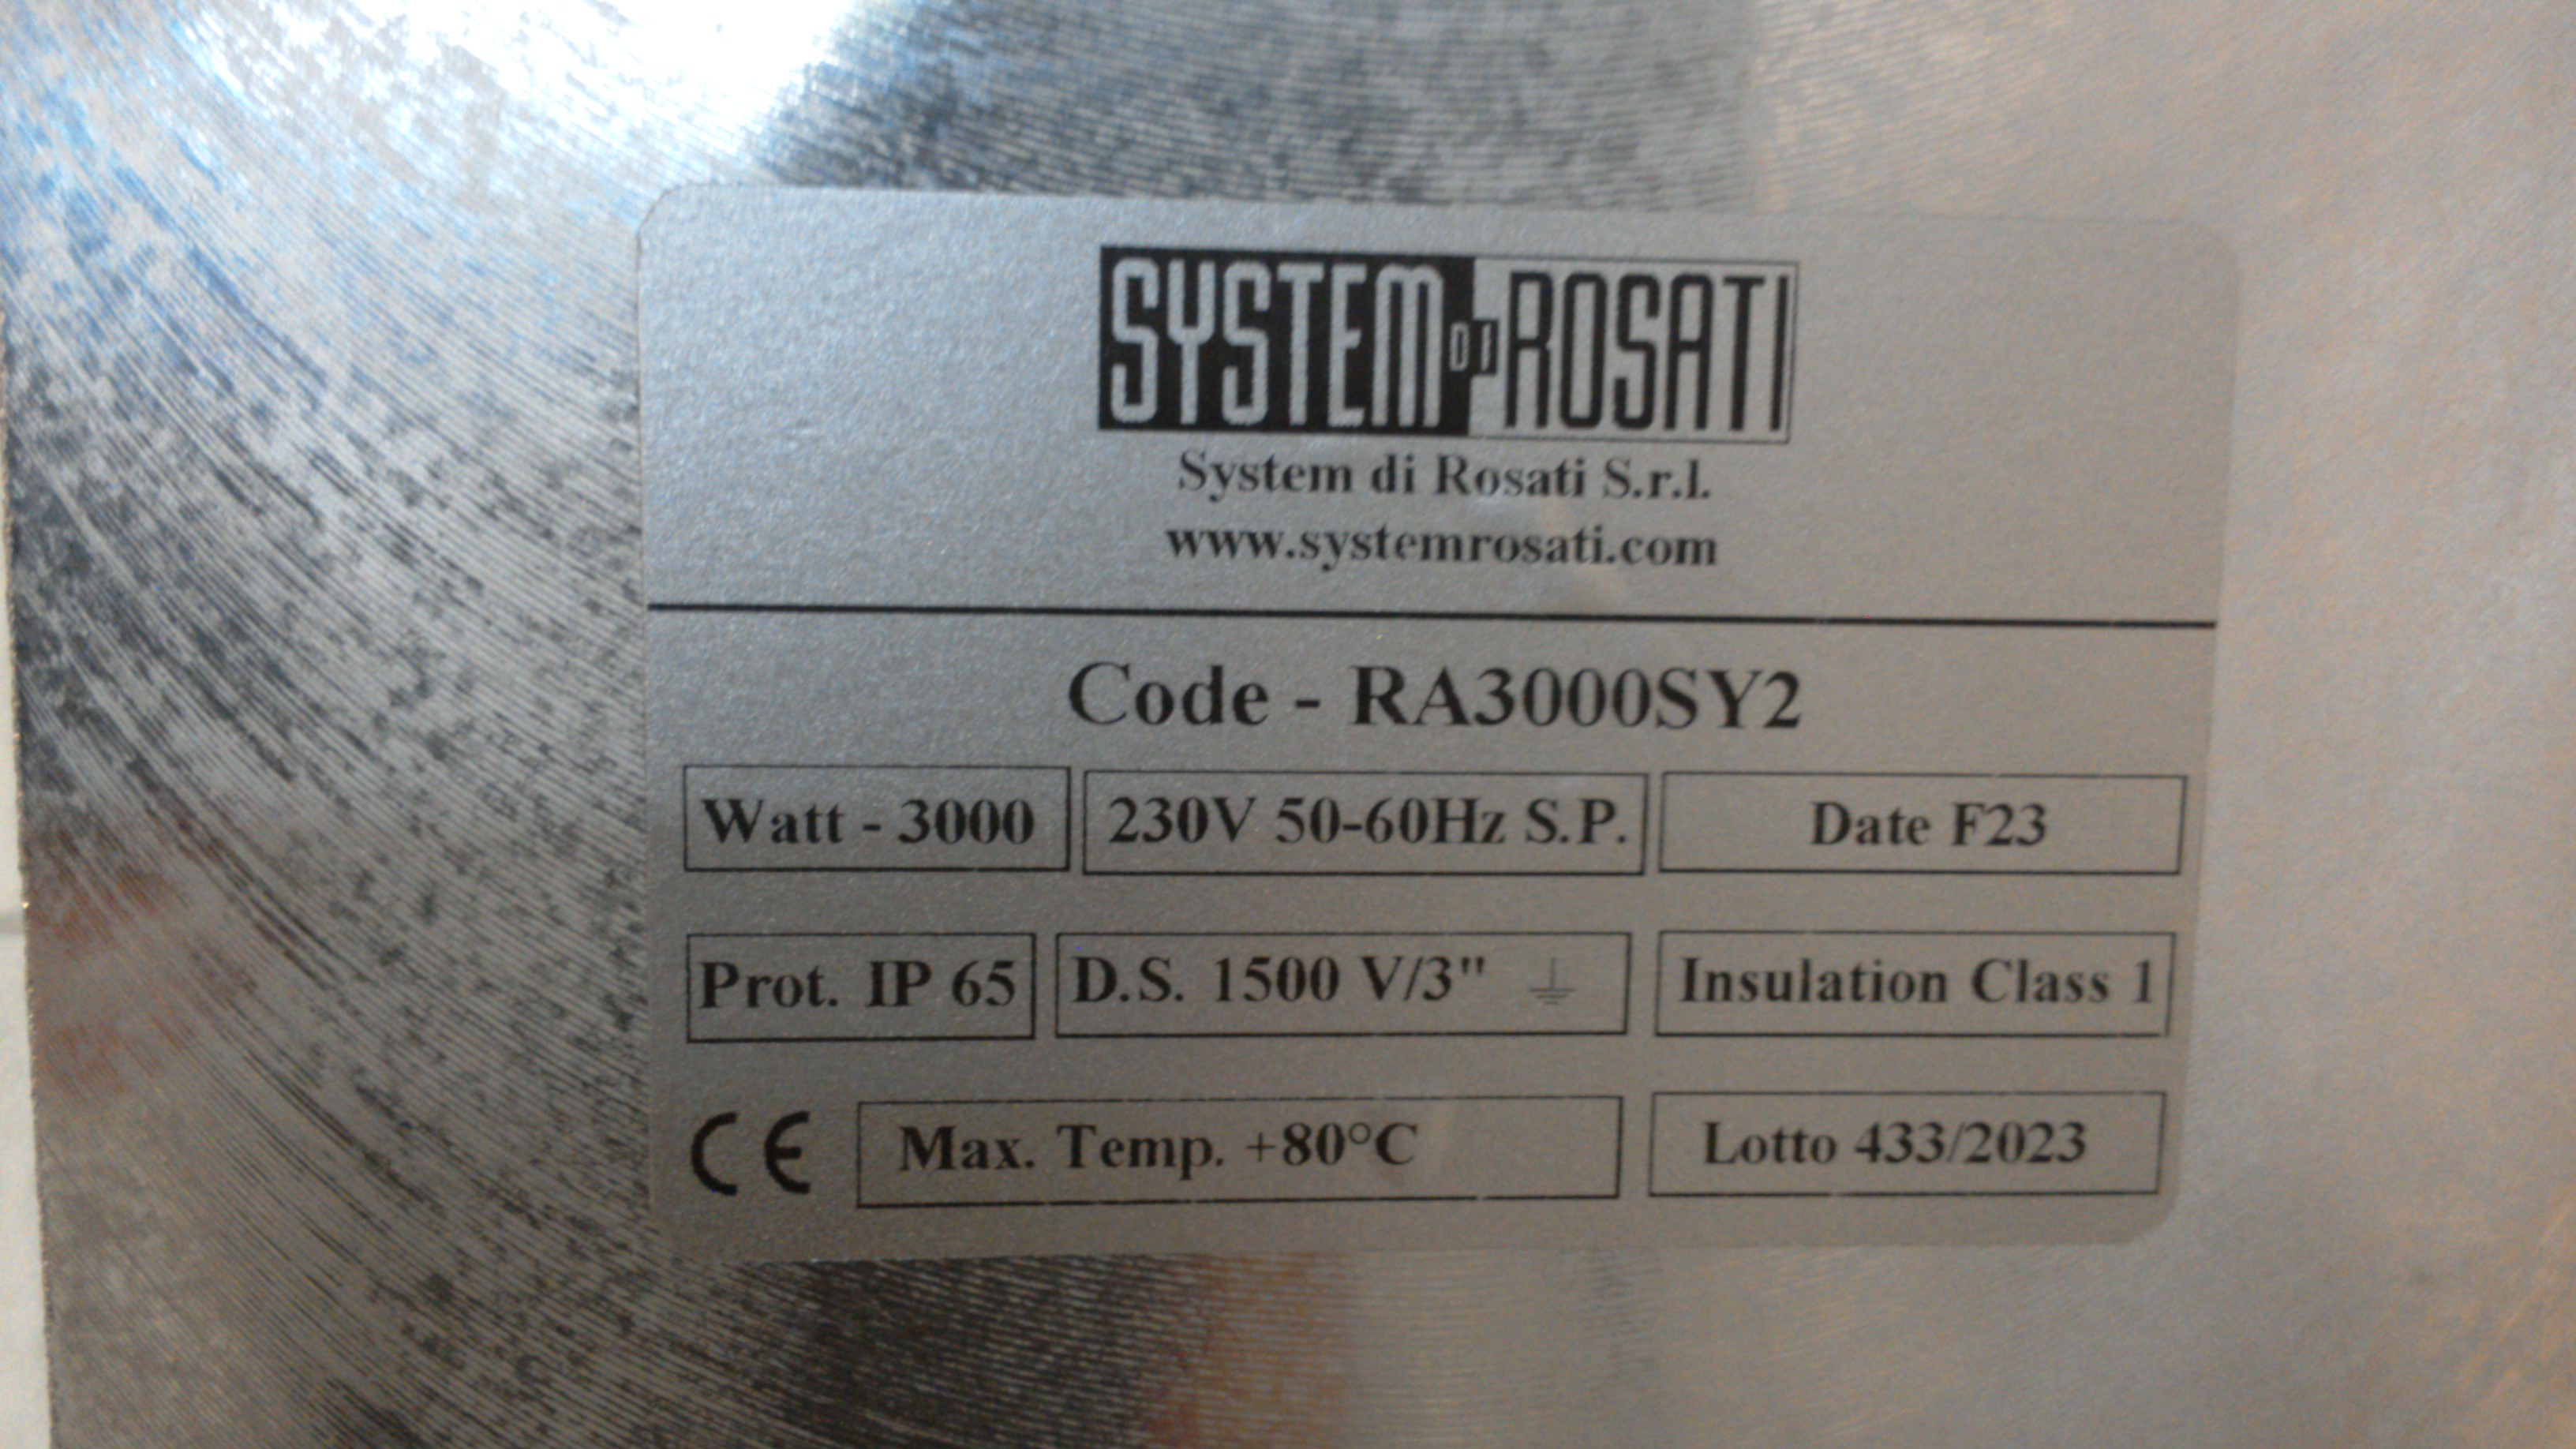 SYSTEM DI ROSATI
System di Rosati S.r.l.
www.systemrosati.com
Code - RA3000SY2
Watt - 3000 230V 50-60Hz S.P. Date F23
Prot. IP 65 D.S. 1500 V/3" ⏚ Insulation Class 1
CE Max. Temp. +80°C Lotto 433/2023